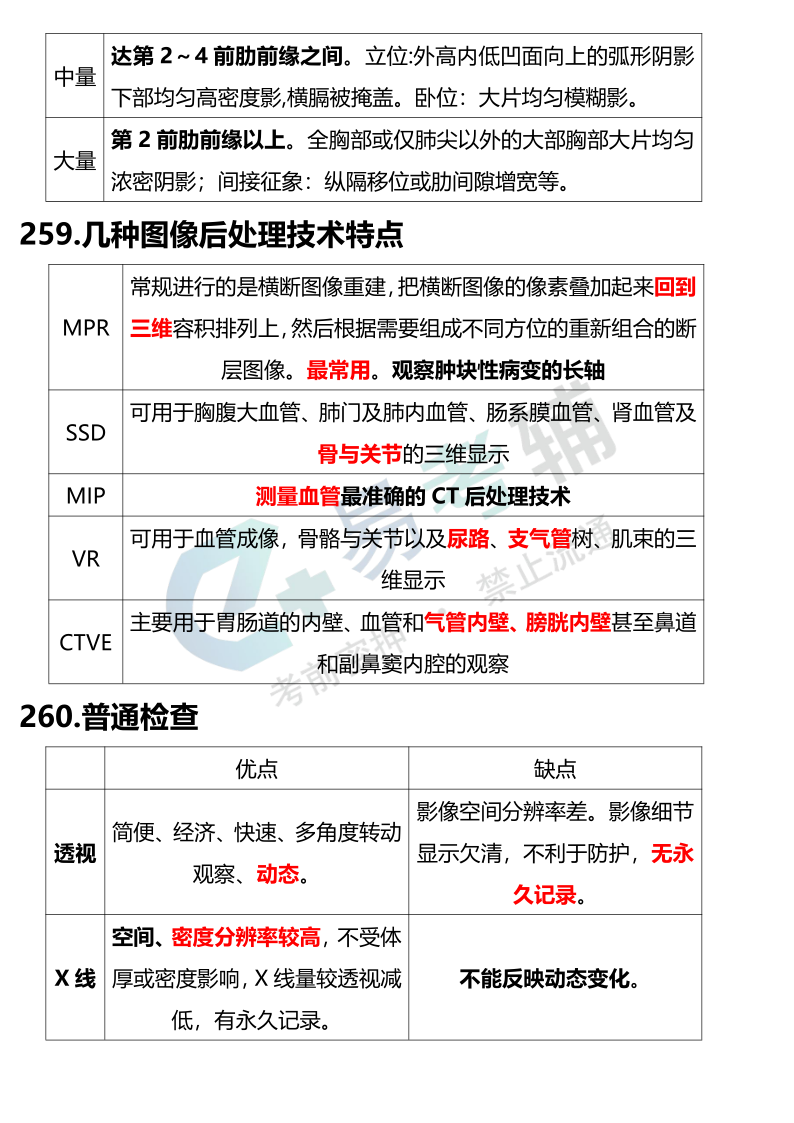 中量
达第 2～4 前肋前缘之间。立位:外高内低凹面向上的弧形阴影
下部均匀高密度影,横膈被掩盖。卧位：大片均匀模糊影。
大量
第 2 前肋前缘以上。全胸部或仅肺尖以外的大部胸部大片均匀
浓密阴影；间接征象：纵隔移位或肋间隙增宽等。
259.几种图像后处理技术特点
MPR
常规进行的是横断图像重建，把横断图像的像素叠加起来回到
三维容积排列上，然后根据需要组成不同方位的重新组合的断
层图像。最常用。观察肿块性病变的长轴
SSD
可用于胸腹大血管、肺门及肺内血管、肠系膜血管、肾血管及
骨与关节的三维显示
MIP
测量血管最准确的 CT 后处理技术
VR
可用于血管成像，骨骼与关节以及尿路、支气管树、肌束的三
维显示
CTVE
主要用于胃肠道的内壁、血管和气管内壁、膀胱内壁甚至鼻道
和副鼻窦内腔的观察
易考辅
考前密押·禁止流通
260.普通检查
优点
缺点
透视
简便、经济、快速、多角度转动
观察、动态。
影像空间分辨率差。影像细节
显示欠清，不利于防护，无永
久记录。
X 线
空间、密度分辨率较高，不受体
厚或密度影响，X 线量较透视减
低，有永久记录。
不能反映动态变化。